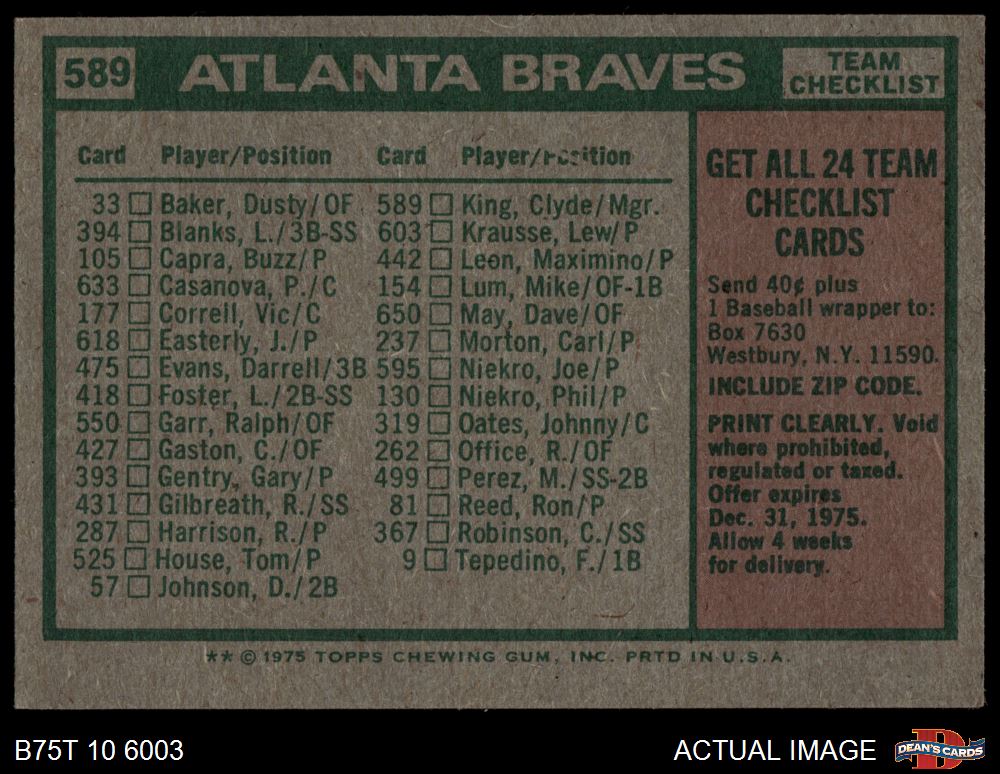 589 ATLANTA BRAVES TEAM CHECKLIST
Card Player/Position Card Player/Position
33 Baker, Dusty/OF 589 King, Clyde/Mgr.
394 Blanks, L./3B-SS 603 Krausse, Lew/P
105 Capra, Buzz/P 442 Leon, Maximino/P
633 Casanova, P./C 154 Lum, Mike/OF-1B
177 Correll, Vic/C 650 May, Dave/OF
618 Easterly, J./P 237 Morton, Carl/P
475 Evans, Darrell/3B 595 Niekro, Joe/P
418 Foster, L./2B-SS 130 Niekro, Phil/P
550 Garr, Ralph/OF 319 Oates, Johnny/C
427 Gaston, C./OF 262 Office, R./OF
393 Gentry, Gary/P 499 Perez, M./SS-2B
431 Gilbreath, R./SS 81 Reed, Ron/P
287 Harrison, R./P 367 Robinson, C./SS
525 House, Tom/P 9 Tepedino, F./1B
57 Johnson, D./2B
GET ALL 24 TEAM
CHECKLIST
CARDS
Send 40¢ plus
1 Baseball wrapper to:
Box 7630
Westbury, N.Y. 11590.
INCLUDE ZIP CODE.
PRINT CLEARLY. Void
where prohibited,
regulated or taxed.
Offer expires
Dec. 31, 1975.
Allow 4 weeks
for delivery.
** © 1975 TOPPS CHEWING GUM, INC. PRTD IN U.S.A.
B75T 10 6003 ACTUAL IMAGE DEAN'S CARDS